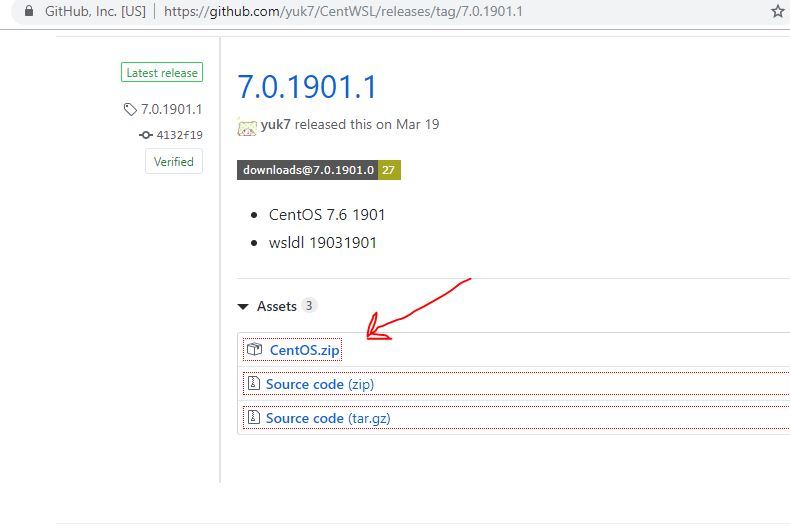 GitHub, Inc. [US] | https://github.com/yuk7/CentWSL/releases/tag/7.0.1901.1
Latest release
7.0.1901.1
4132f19
Verified
7.0.1901.1
yuk7 released this on Mar 19
downloads@7.0.1901.0 27
• CentOS 7.6 1901
• wsldl 19031901
Assets 3
CentOS.zip
Source code (zip)
Source code (tar.gz)